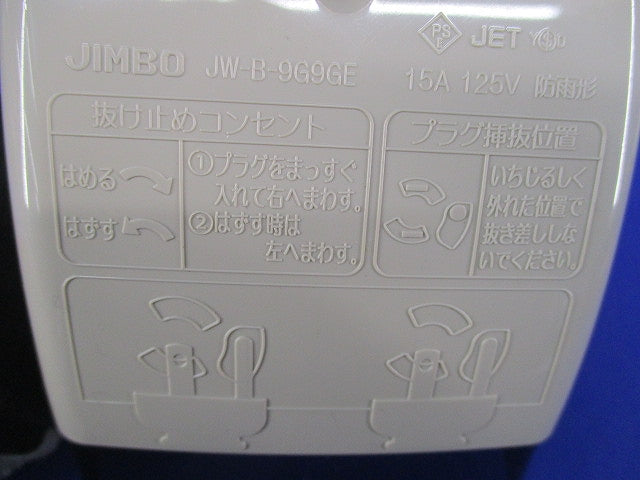 PS
E JET
JIMBO JW-B-9G9GE 15A 125V 防雨形
抜け止めコンセント
はめる
はずす
①プラグをまっすぐ
入れて右へまわす。
②はずす時は
左へまわす。
プラグ挿抜位置
いちじるしく
外れた位置で
抜き差ししな
いでください。